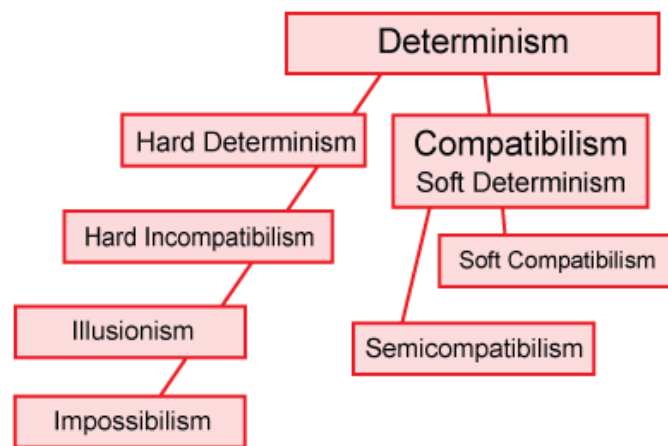 Determinism
Hard Determinism
Compatibilism
Soft Determinism
Hard Incompatibilism
Soft Compatibilism
Illusionism
Semicompatibilism
Impossibilism